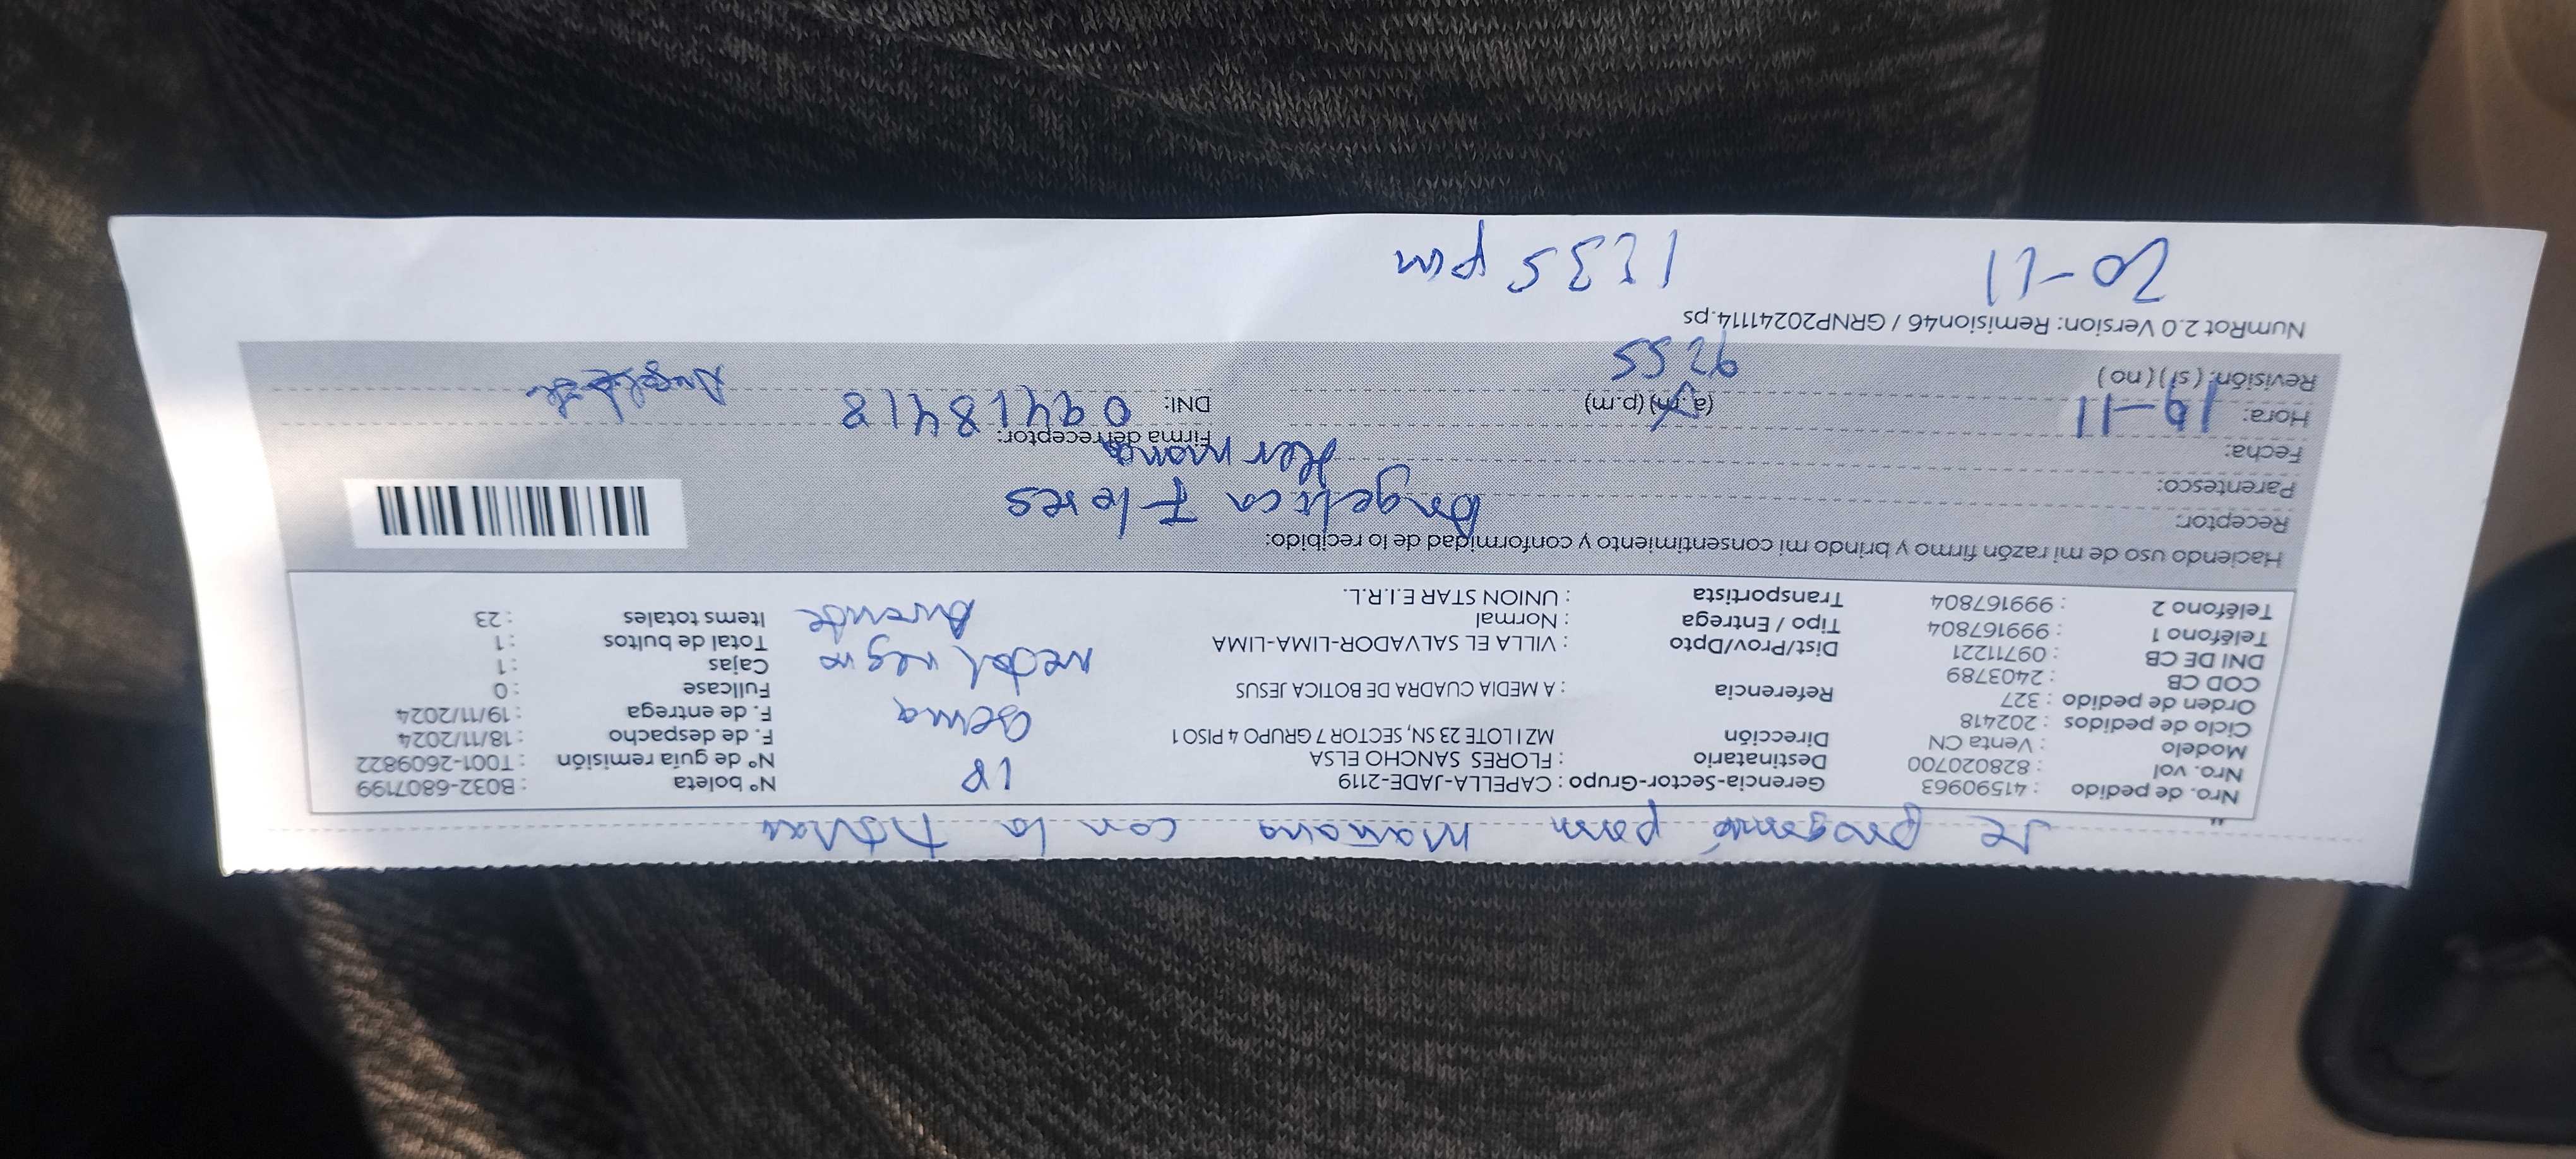 Se programó para mañana con la titular
Nro. de pedido : 41590963 Gerencia-Sector-Grupo : CAPELLA-JADE-2119 Nº boleta : B032-6807199
Nro. vol : 828020700 Destinatario : FLORES SANCHO ELSA Nº de guía remisión : T001-2609822
Modelo : Venta CN Dirección MZ I LOTE 23 SN, SECTOR 7 GRUPO 4 PISO 1 F. de despacho : 18/11/2024
Ciclo de pedidos : 202418 F. de entrega : 19/11/2024
Orden de pedido : 327 Referencia : A MEDIA CUADRA DE BOTICA JESUS Fullcase : 0
COD CB : 2403789 Cajas : 1
DNI DE CB : 09711221 Dist/Prov/Dpto : VILLA EL SALVADOR-LIMA-LIMA Total de bultos : 1
Teléfono 1 : 999167804 Tipo / Entrega : Normal Items totales : 23
Teléfono 2 : 999167804 Transportista : UNION STAR E.I.R.L.
1P
crema
negro
Haciendo uso de mi razón firmo y brindo mi consentimiento y conformidad de lo recibido:
Receptor: Angelica Flores
Parentesco: Hermana
Fecha: 19-11 Firma del receptor:
Hora: (a.m) (p.m) DNI: 09418418
Revisión: (si) (no) 9255
NumRot 2.0 Version: Remision46 / GRNP20241114.ps
20-11 1235 pm